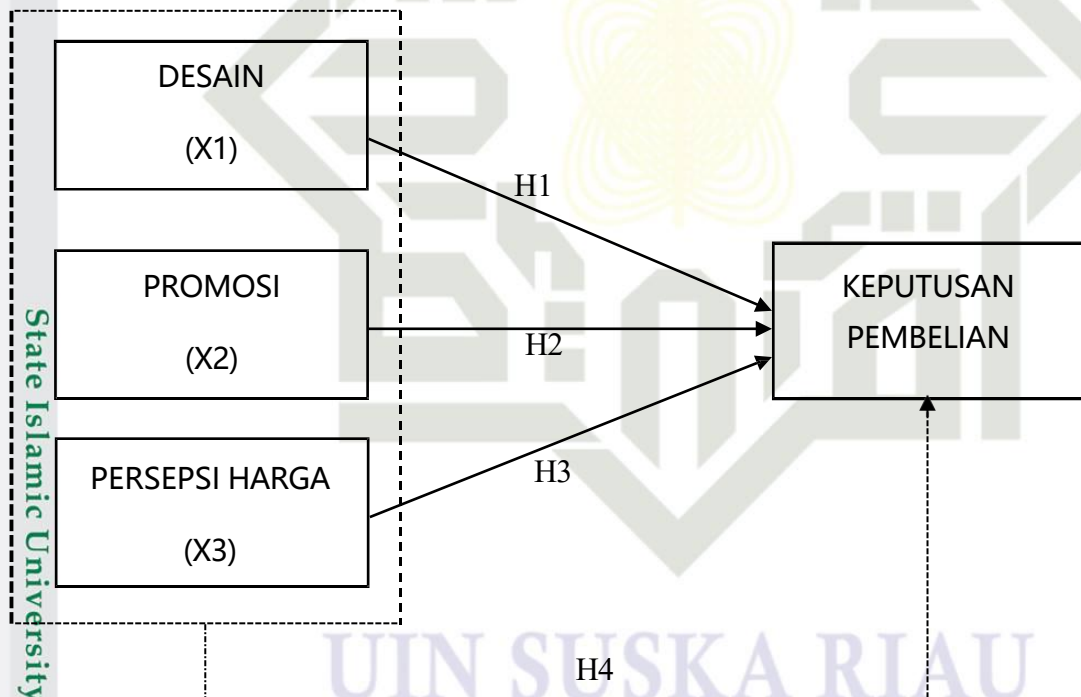 DESAIN
(X1)
H1
PROMOSI
(X2)
H2
KEPUTUSAN
PEMBELIAN
PERSEPSI HARGA
(X3)
H3
H4
State Islamic University
UIN SUSKA RIAU